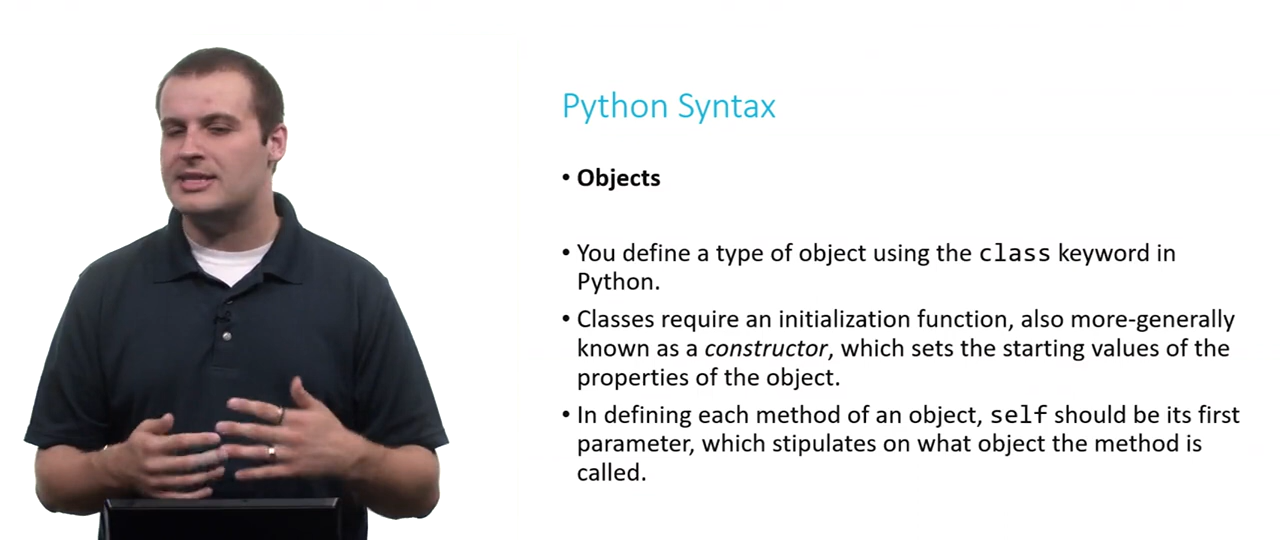 Python Syntax
• Objects
• You define a type of object using the class keyword in
Python.
• Classes require an initialization function, also more-generally
known as a constructor, which sets the starting values of the
properties of the object.
• In defining each method of an object, self should be its first
parameter, which stipulates on what object the method is
called.